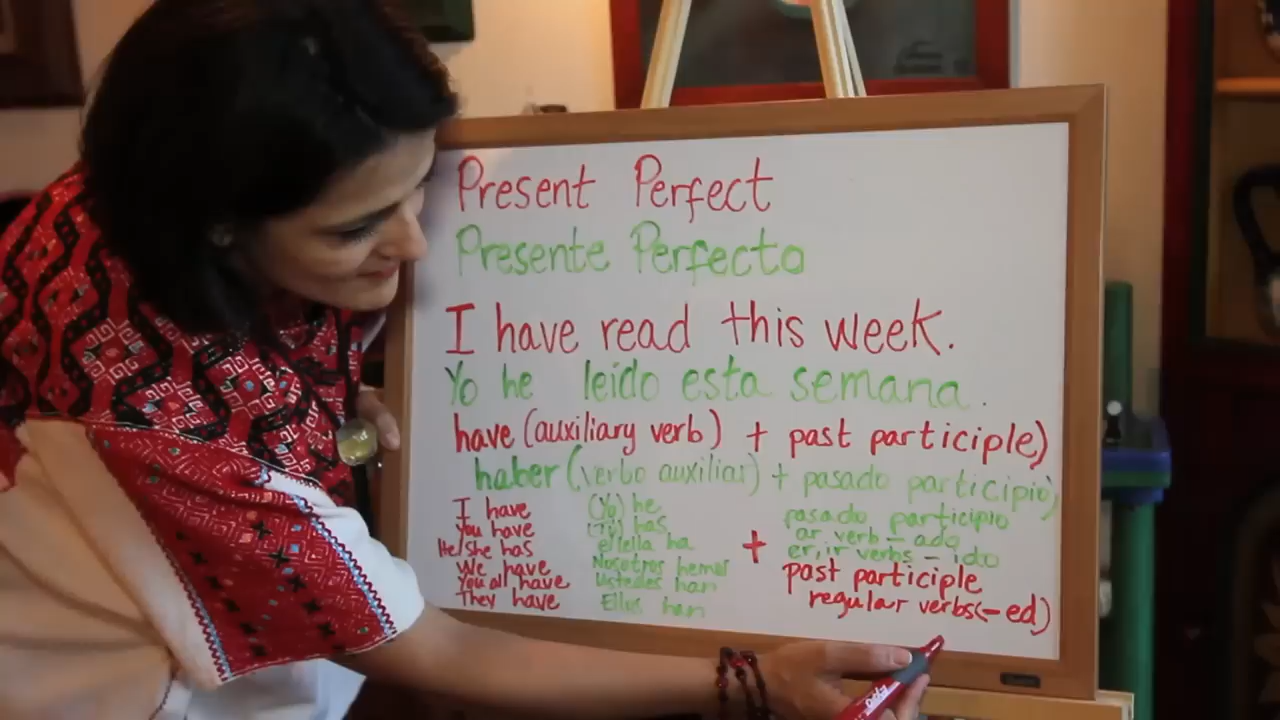 Present Perfect
Presente Perfecto
I have read this week.
Yo he leído esta semana.
have (auxiliary verb) + past participle)
haber (verbo auxiliar) + pasado participio)
I have
You have
He/she has
We have
You all have
They have
(Yo) he
(Tú) has
él/ella ha
Nosotros hemos
Ustedes han
Ellos han
+
pasado participio
ar verb - ado
er, ir verbs - ido
past participle
regular verbs (-ed)